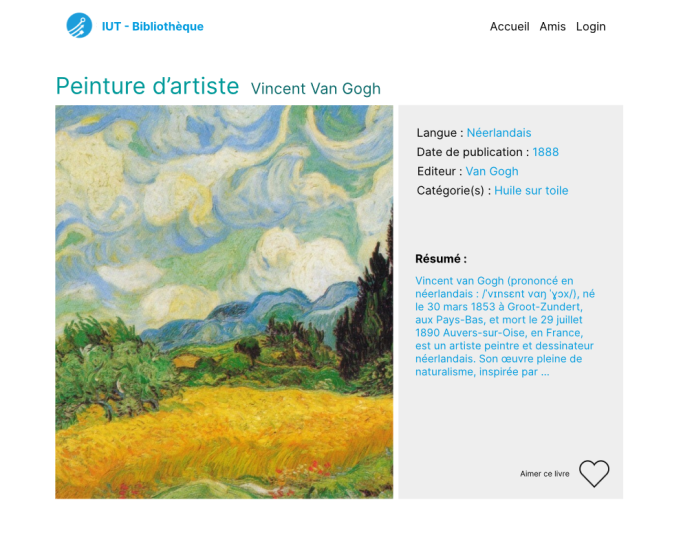 IUT - Bibliothèque
Accueil Amis Login
Peinture d’artiste Vincent Van Gogh
Langue : Néerlandais
Date de publication : 1888
Editeur : Van Gogh
Catégorie(s) : Huile sur toile
Résumé :
Vincent van Gogh (prononcé en
néerlandais : /ˈvɪnsɛnt vɑŋ ˈɣɔx/), né
le 30 mars 1853 à Groot-Zundert,
aux Pays-Bas, et mort le 29 juillet
1890 Auvers-sur-Oise, en France,
est un artiste peintre et dessinateur
néerlandais. Son œuvre pleine de
naturalisme, inspirée par ...
Aimer ce livre